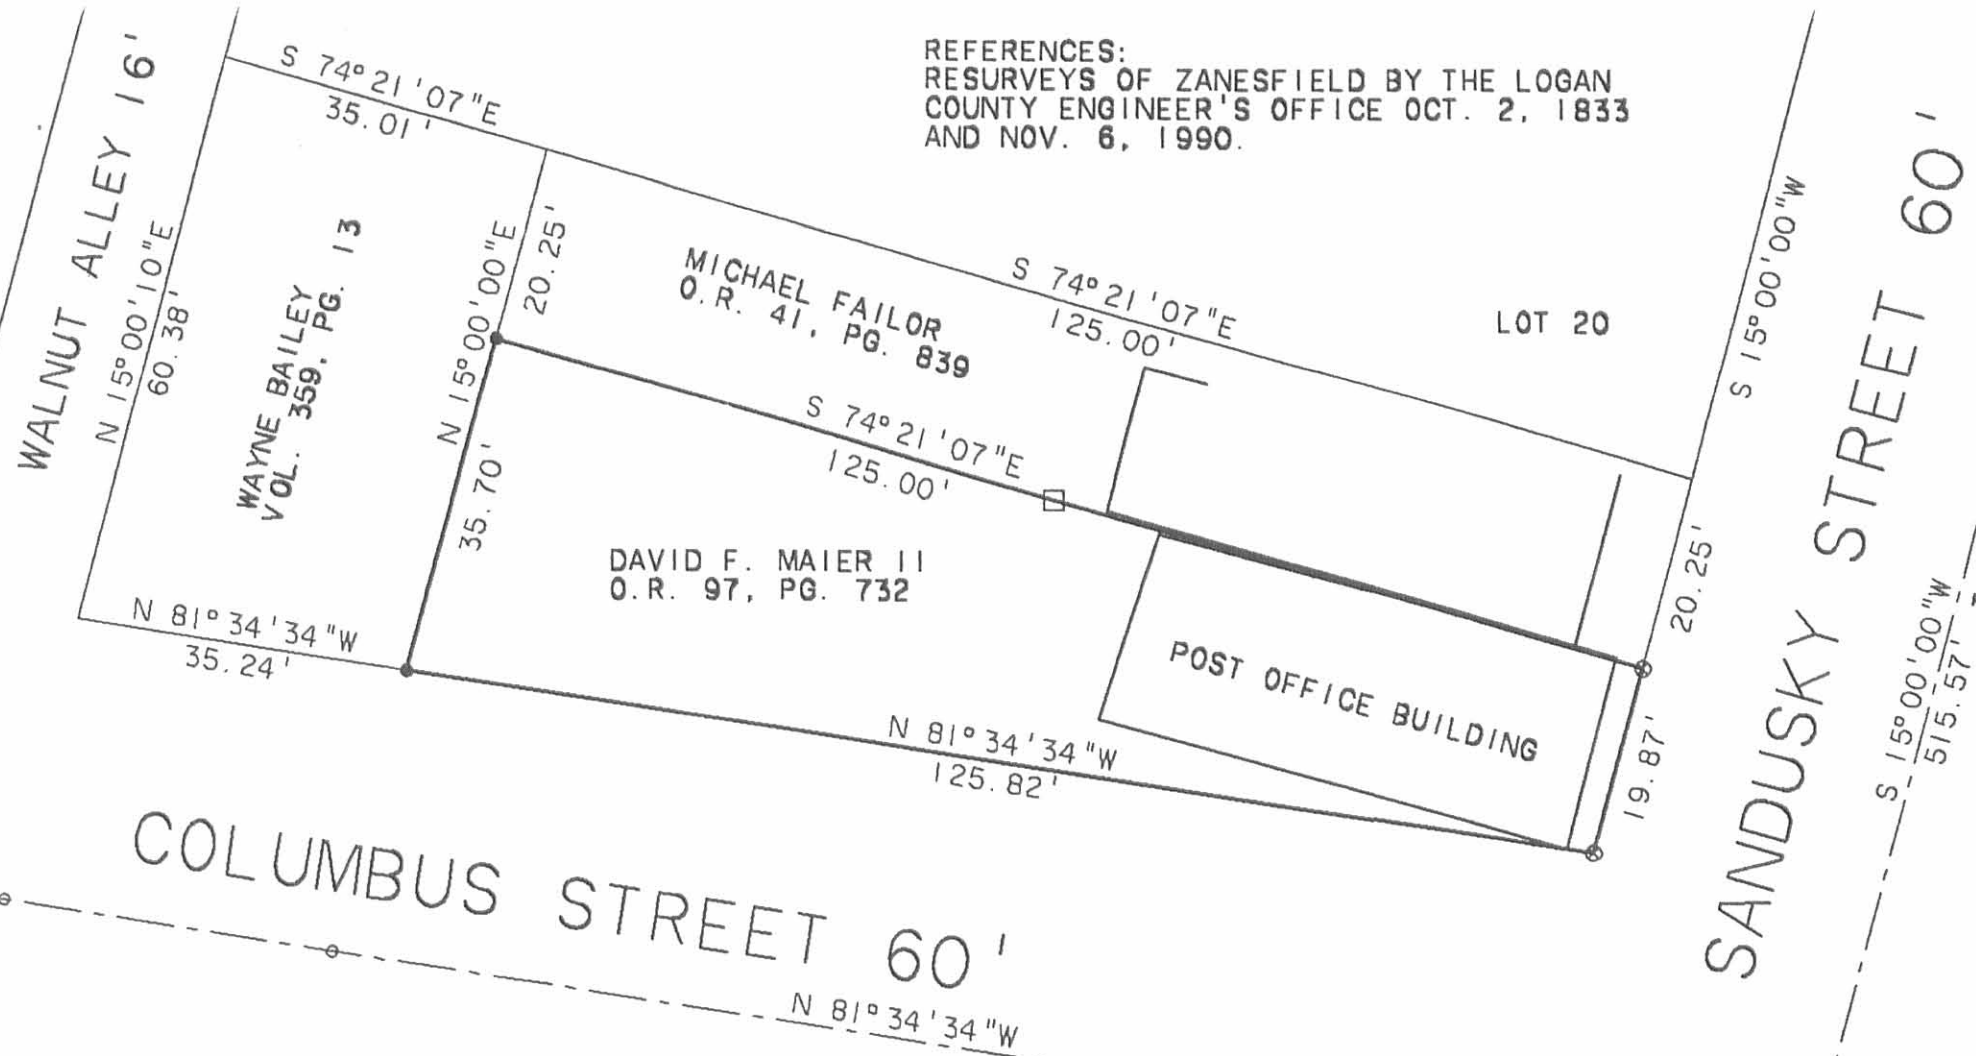 REFERENCES:
RESURVEYS OF ZANESFIELD BY THE LOGAN
COUNTY ENGINEER'S OFFICE OCT. 2, 1833
AND NOV. 6, 1990.
WALNUT ALLEY 16'
N 15°00'10"E
60.38'
S 74°21'07"E
35.01'
WAYNE BAILEY
VOL. 359, PG. 13
N 15°00'00"E
20.25'
35.70'
MICHAEL FAILOR
O.R. 41, PG. 839
S 74°21'07"E
125.00'
LOT 20
S 15°00'00"W
SANDUSKY STREET 60'
S 74°21'07"E
125.00'
DAVID F. MAIER II
O.R. 97, PG. 732
20.25'
POST OFFICE BUILDING
19.87'
S 15°00'00"W
515.57'
N 81°34'34"W
35.24'
N 81°34'34"W
125.82'
COLUMBUS STREET 60'
N 81°34'34"W